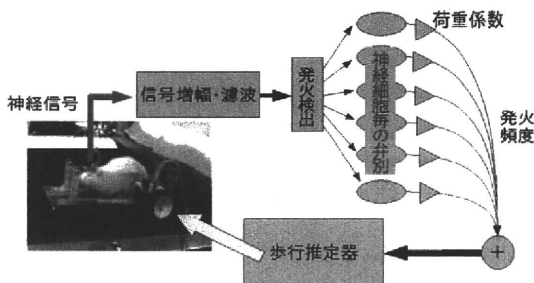 荷重係数
神経信号
信号増幅・濾波
発火検出
神経細胞毎の弁別
発火
頻度
歩行推定器
+